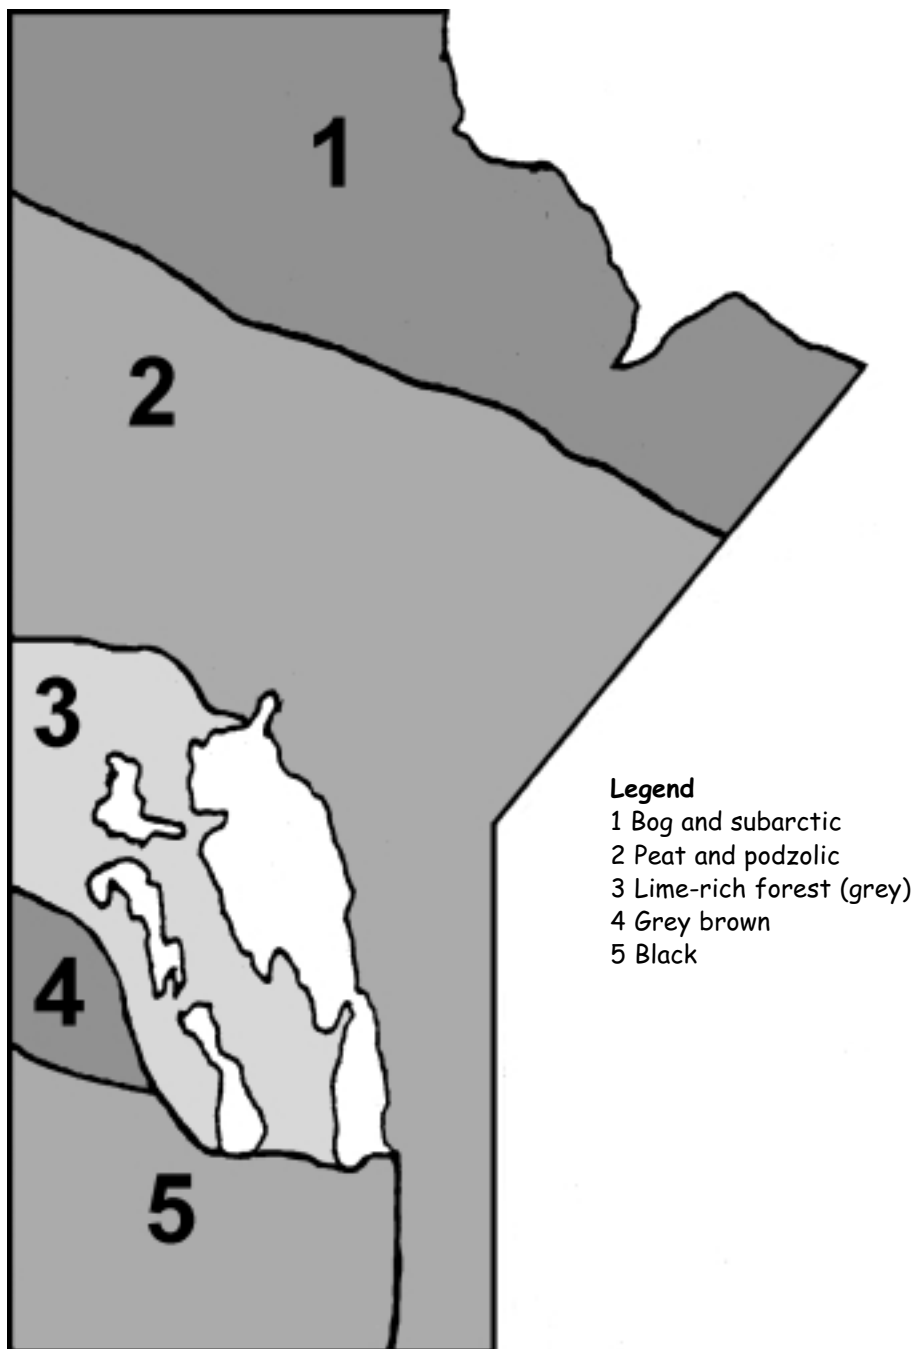 1
2
3
4
5
Legend
1 Bog and subarctic
2 Peat and podzolic
3 Lime-rich forest (grey)
4 Grey brown
5 Black